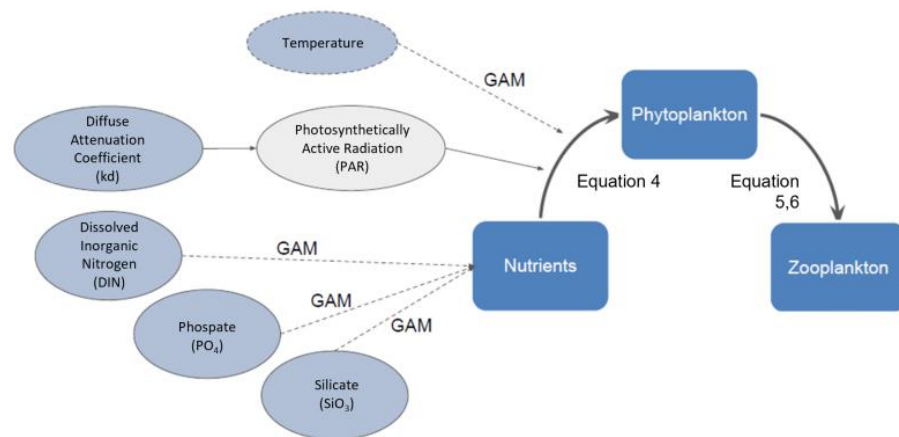 Temperature
GAM
Phytoplankton
Diffuse
Attenuation
Coefficient
(kd)
Photosynthetically
Active Radiation
(PAR)
Equation 4
Equation
5,6
Dissolved
Inorganic
Nitrogen
(DIN)
GAM
Nutrients
Zooplankton
GAM
Phospate
(PO₄)
GAM
Silicate
(SiO₃)